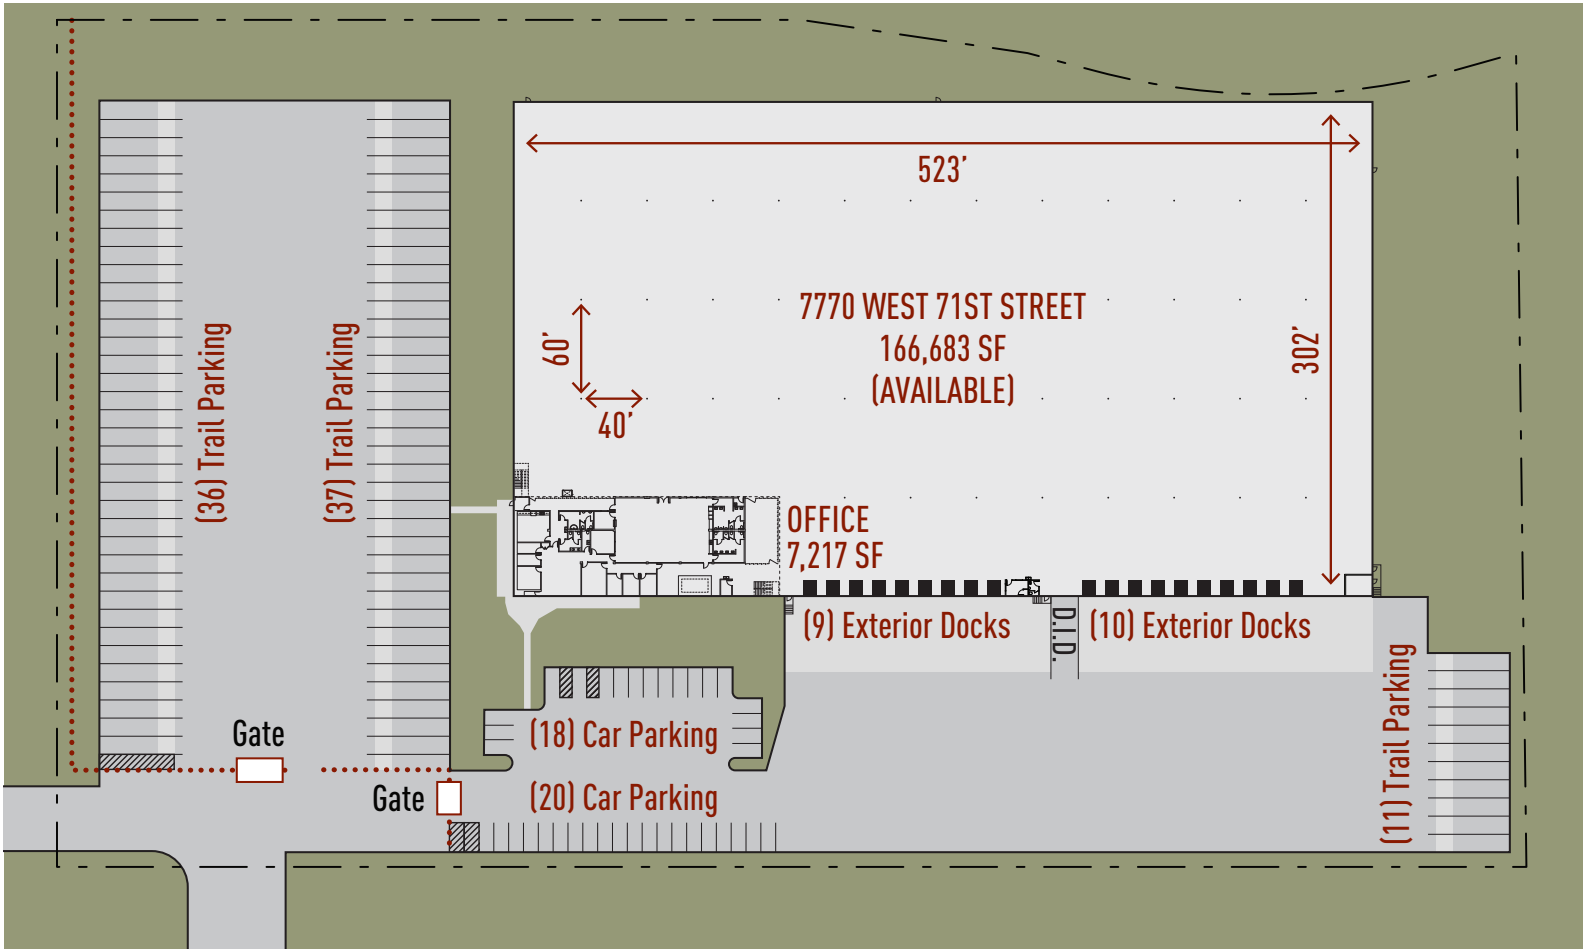 523’
7770 WEST 71ST STREET
166,683 SF
(AVAILABLE)
302’
60’
40’
(36) Trail Parking
(37) Trail Parking
OFFICE
7,217 SF
(9) Exterior Docks
D.I.D.
(10) Exterior Docks
(11) Trail Parking
Gate
(18) Car Parking
Gate
(20) Car Parking